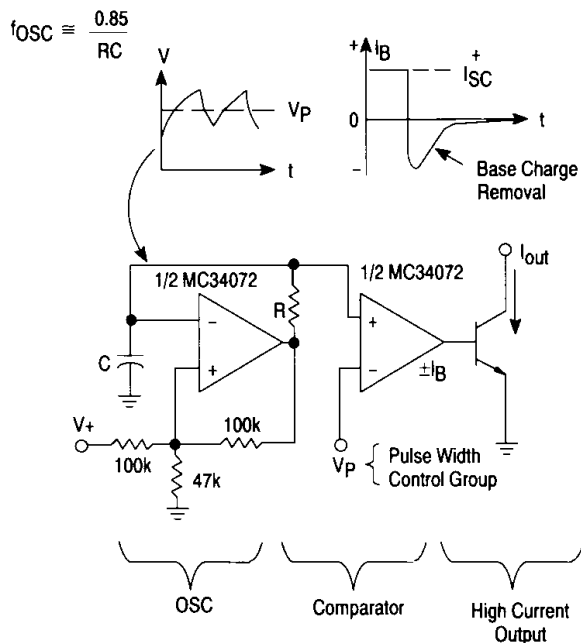 fOSC ≅ 0.85
RC
V
VP
t
+ IB
+
ISC
0
t
−
Base Charge
Removal
1/2 MC34072
R
−
+
C
V+
100k
100k
47k
1/2 MC34072
+
−
±IB
Iout
VP
Pulse Width
Control Group
OSC
Comparator
High Current
Output